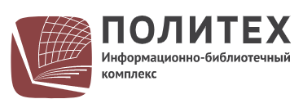 ПОЛИТЕХ
Информационно-библиотечный
комплекс